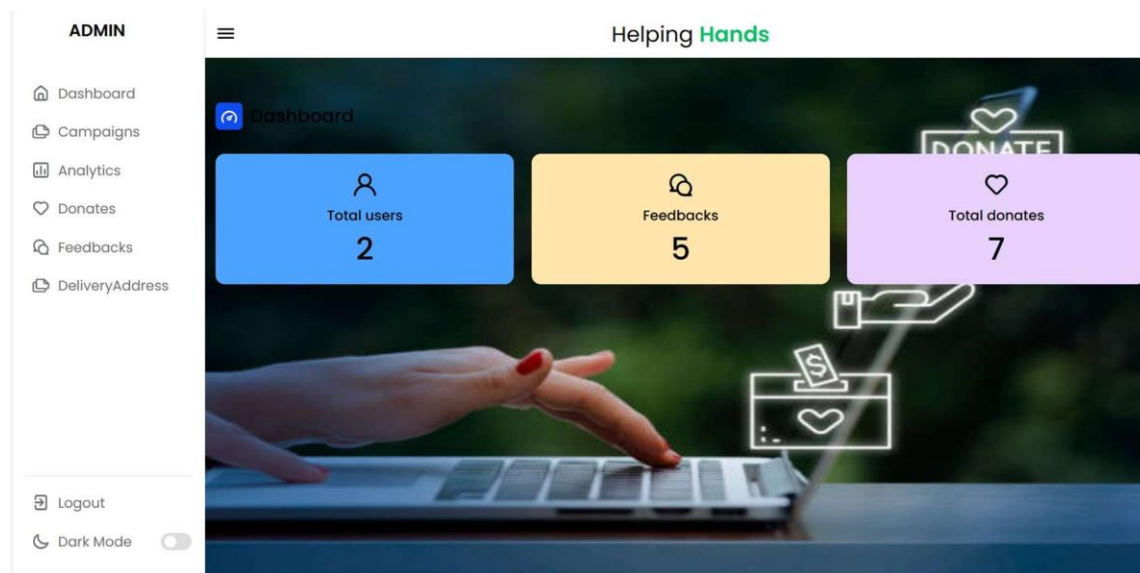 ADMIN
Helping Hands
Dashboard
Campaigns
Analytics
Donates
Feedbacks
DeliveryAddress
Logout
Dark Mode
Dashboard
Total users
2
Feedbacks
5
Total donates
7
DONATE
$